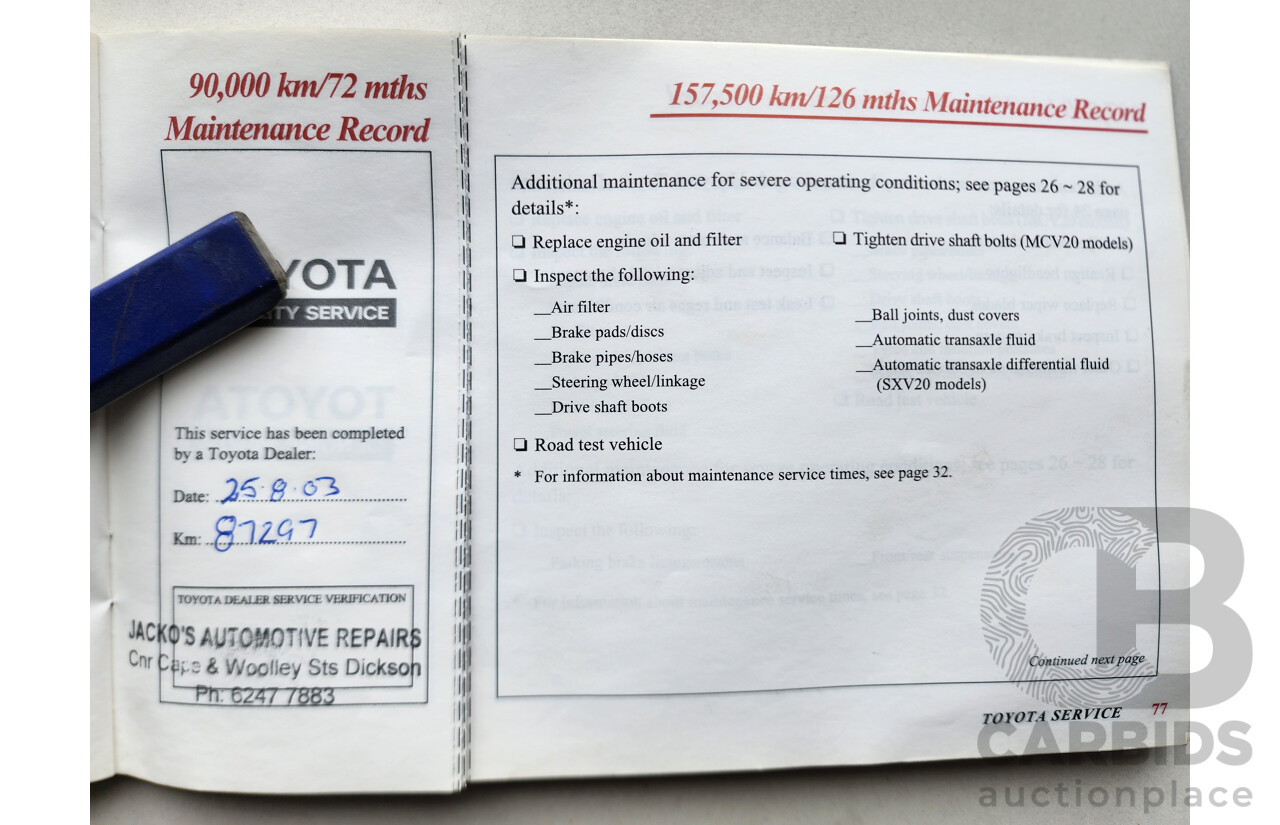 90,000 km/72 mths
Maintenance Record
YOTA
ITY SERVICE
This service has been completed
by a Toyota Dealer:
Date: 25·8·03
Km: 87297
TOYOTA DEALER SERVICE VERIFICATION
JACKO'S AUTOMOTIVE REPAIRS
Cnr Cape & Woolley Sts Dickson
Ph: 6247 7883
157,500 km/126 mths Maintenance Record
Additional maintenance for severe operating conditions; see pages 26 ~ 28 for
details*:
❏ Replace engine oil and filter
❏ Inspect the following:
__Air filter
__Brake pads/discs
__Brake pipes/hoses
__Steering wheel/linkage
__Drive shaft boots
❏ Tighten drive shaft bolts (MCV20 models)
__Ball joints, dust covers
__Automatic transaxle fluid
__Automatic transaxle differential fluid
(SXV20 models)
❏ Road test vehicle
* For information about maintenance service times, see page 32.
Continued next page
TOYOTA SERVICE 77
CB
CARBIDS
auctionplace